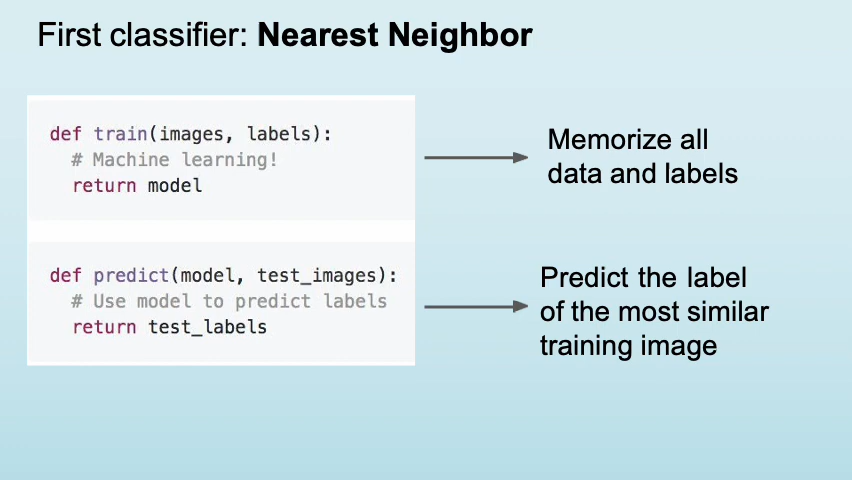 First classifier: Nearest Neighbor
def train(images, labels):
# Machine learning!
return model
Memorize all
data and labels
def predict(model, test_images):
# Use model to predict labels
return test_labels
Predict the label
of the most similar
training image